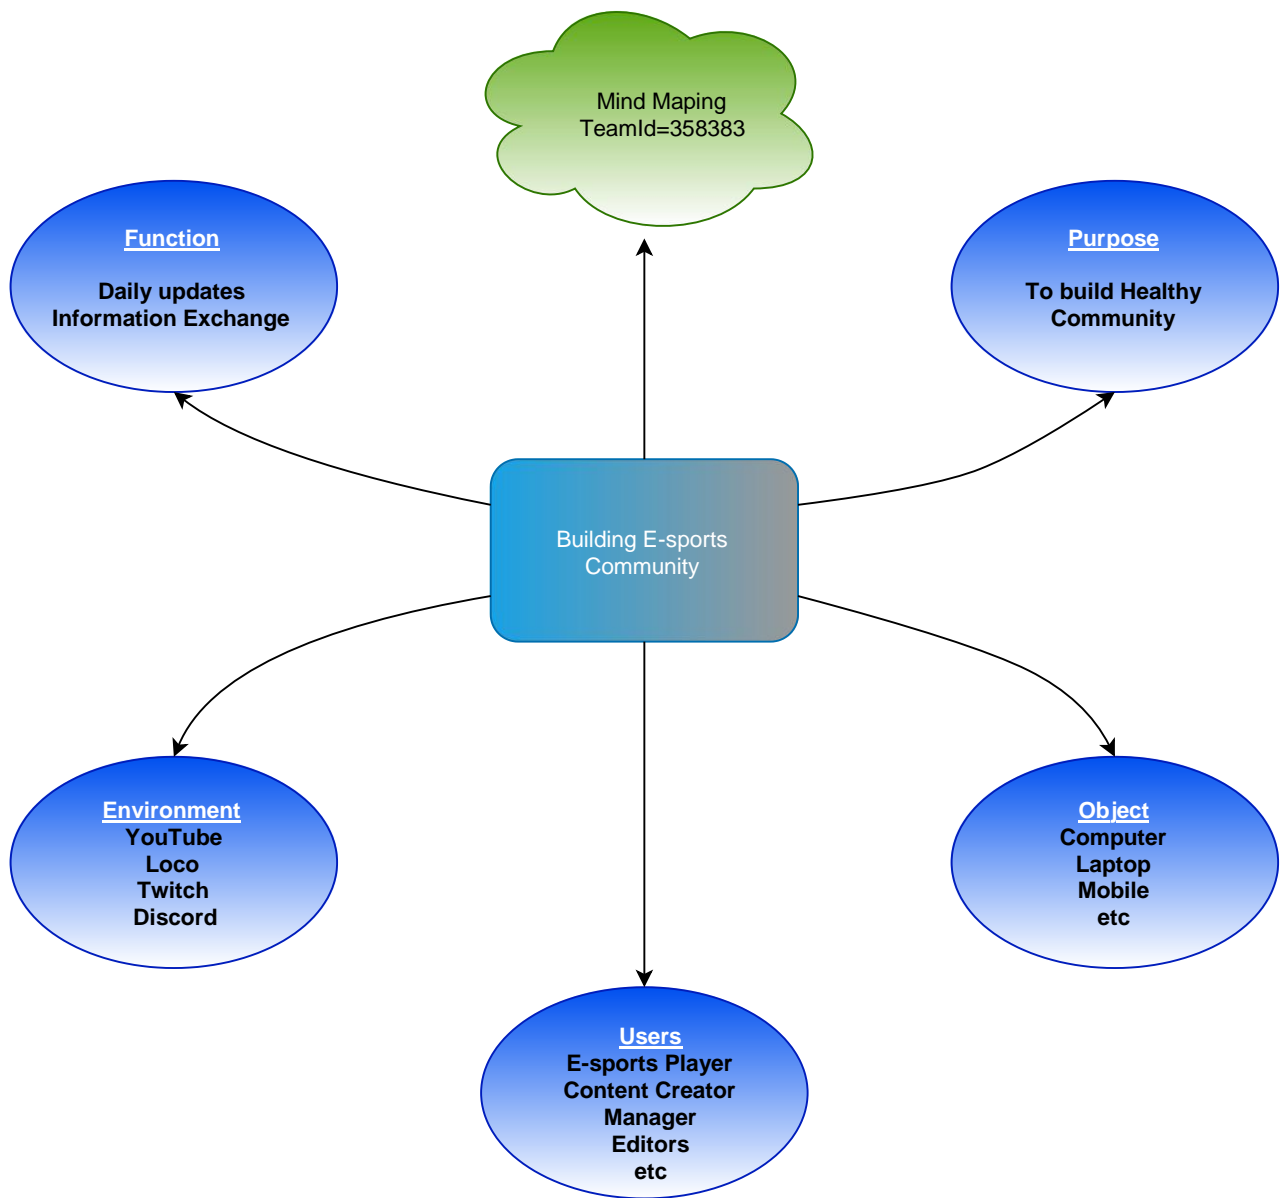 Mind Maping
TeamId=358383
Function
Daily updates
Information Exchange
Purpose
To build Healthy
Community
Building E-sports
Community
Environment
YouTube
Loco
Twitch
Discord
Object
Computer
Laptop
Mobile
etc
Users
E-sports Player
Content Creator
Manager
Editors
etc